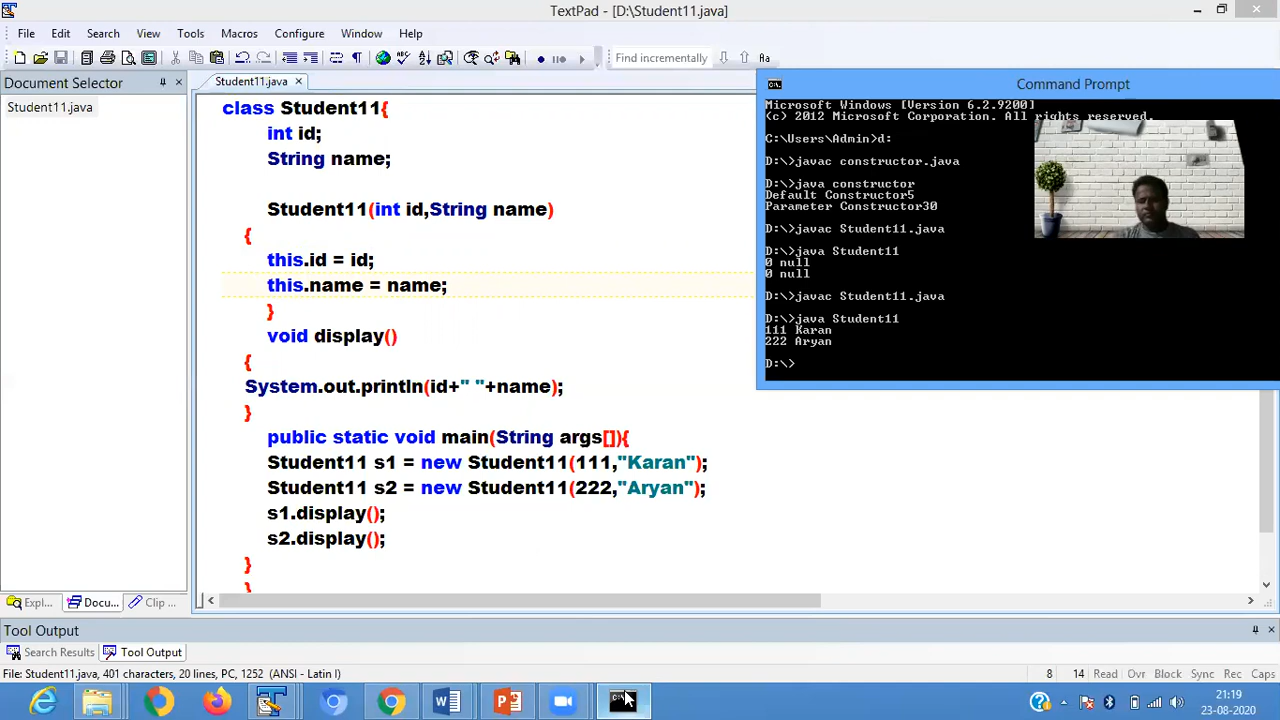 TextPad - [D:\Student11.java]
File Edit Search View Tools Macros Configure Window Help
Find incrementally
Aa
Document Selector
Student11.java
Student11.java
class Student11{
int id;
String name;
Student11(int id,String name)
{
this.id = id;
this.name = name;
}
void display()
{
System.out.println(id+" "+name);
}
public static void main(String args[]){
Student11 s1 = new Student11(111,"Karan");
Student11 s2 = new Student11(222,"Aryan");
s1.display();
s2.display();
}
}
Command Prompt
Microsoft Windows [Version 6.2.9200]
(c) 2012 Microsoft Corporation. All rights reserved.
C:\Users\Admin>d:
D:\>javac constructor.java
D:\>java constructor
Default Constructor5
Parameter Constructor30
D:\>javac Student11.java
D:\>java Student11
0 null
0 null
D:\>javac Student11.java
D:\>java Student11
111 Karan
222 Aryan
D:\>
Expl... Docu... Clip ...
Tool Output
Search Results Tool Output
File: Student11.java, 401 characters, 20 lines, PC, 1252 (ANSI - Latin I)
8 14 Read Ovr Block Sync Rec Caps
21:19
23-08-2020